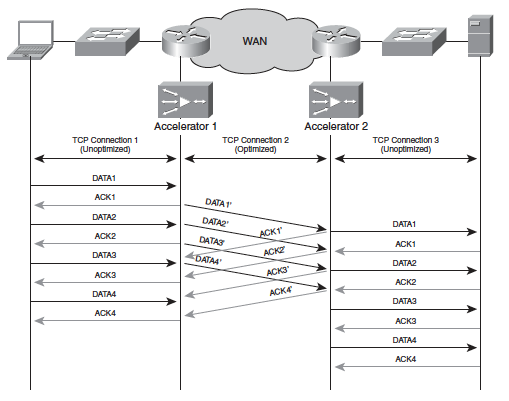 WAN
Accelerator 1
Accelerator 2
TCP Connection 1
(Unoptimized)
TCP Connection 2
(Optimized)
TCP Connection 3
(Unoptimized)
DATA1
ACK1
DATA2
ACK2
DATA3
ACK3
DATA4
ACK4
DATA1'
DATA2'
DATA3'
DATA4'
ACK1'
ACK2'
ACK3'
ACK4'
DATA1
ACK1
DATA2
ACK2
DATA3
ACK3
DATA4
ACK4